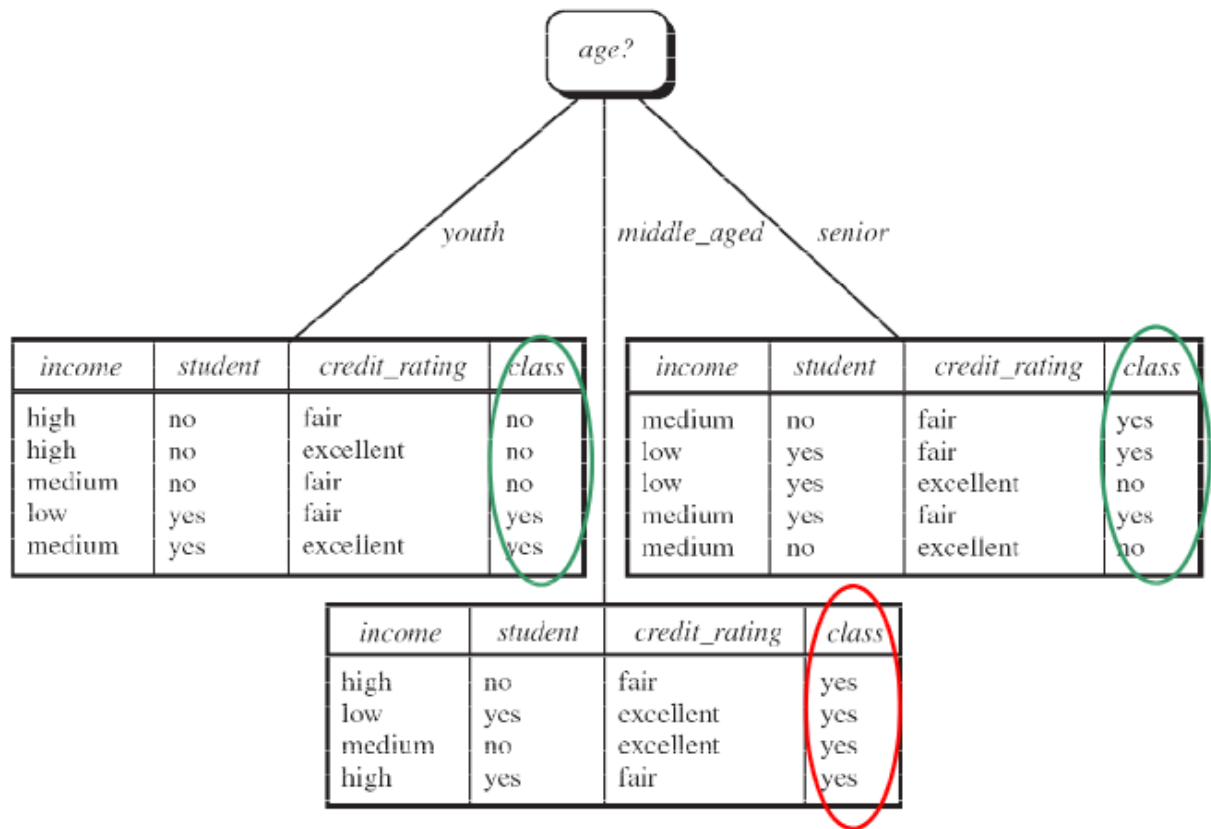 age?
youth
middle_aged
senior
income student credit_rating class
high no fair no
high no excellent no
medium no fair no
low yes fair yes
medium yes excellent yes
income student credit_rating class
medium no fair yes
low yes fair yes
low yes excellent no
medium yes fair yes
medium no excellent no
income student credit_rating class
high no fair yes
low yes excellent yes
medium no excellent yes
high yes fair yes